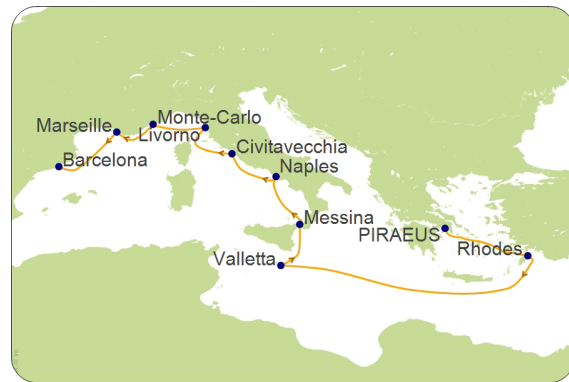 Monte-Carlo
Marseille
Livorno
Civitavecchia
Barcelona
Naples
Messina
PIRAEUS
Rhodes
Valletta